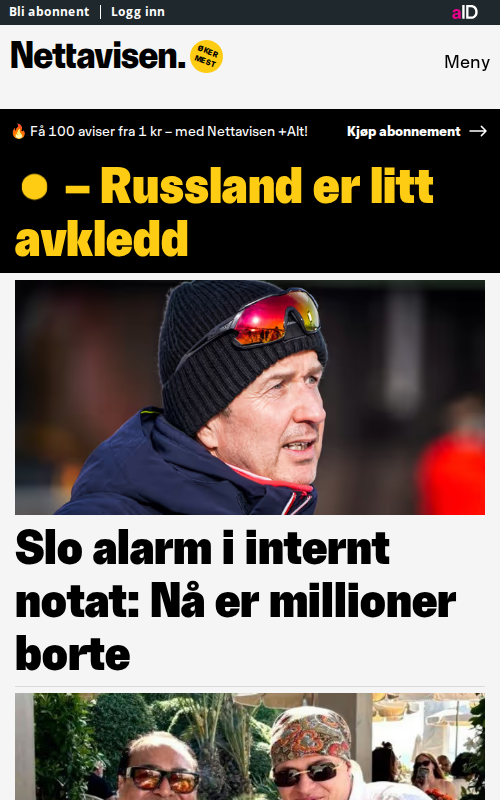 Bli abonnent | Logg inn
aID
Nettavisen.
ØKER
MEST
Meny
🔥 Få 100 aviser fra 1 kr – med Nettavisen +Alt!
Kjøp abonnement →
– Russland er litt
avkledd
Slo alarm i internt
notat: Nå er millioner
borte